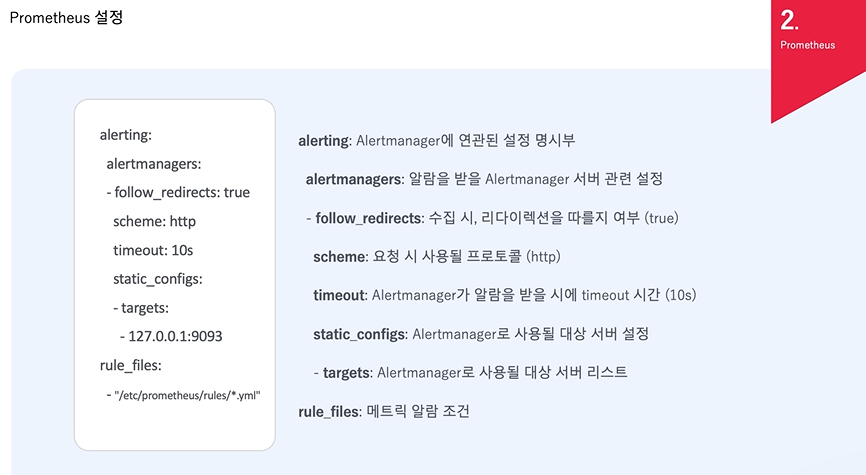 Prometheus 설정
2.
Prometheus
alerting:
alertmanagers:
- follow_redirects: true
scheme: http
timeout: 10s
static_configs:
- targets:
- 127.0.0.1:9093
rule_files:
- "/etc/prometheus/rules/*.yml"
alerting: Alertmanager에 연관된 설정 명시부
alertmanagers: 알람을 받을 Alertmanager 서버 관련 설정
- follow_redirects: 수집 시, 리다이렉션을 따를지 여부 (true)
scheme: 요청 시 사용될 프로토콜 (http)
timeout: Alertmanager가 알람을 받을 시에 timeout 시간 (10s)
static_configs: Alertmanager로 사용될 대상 서버 설정
- targets: Alertmanager로 사용될 대상 서버 리스트
rule_files: 메트릭 알람 조건